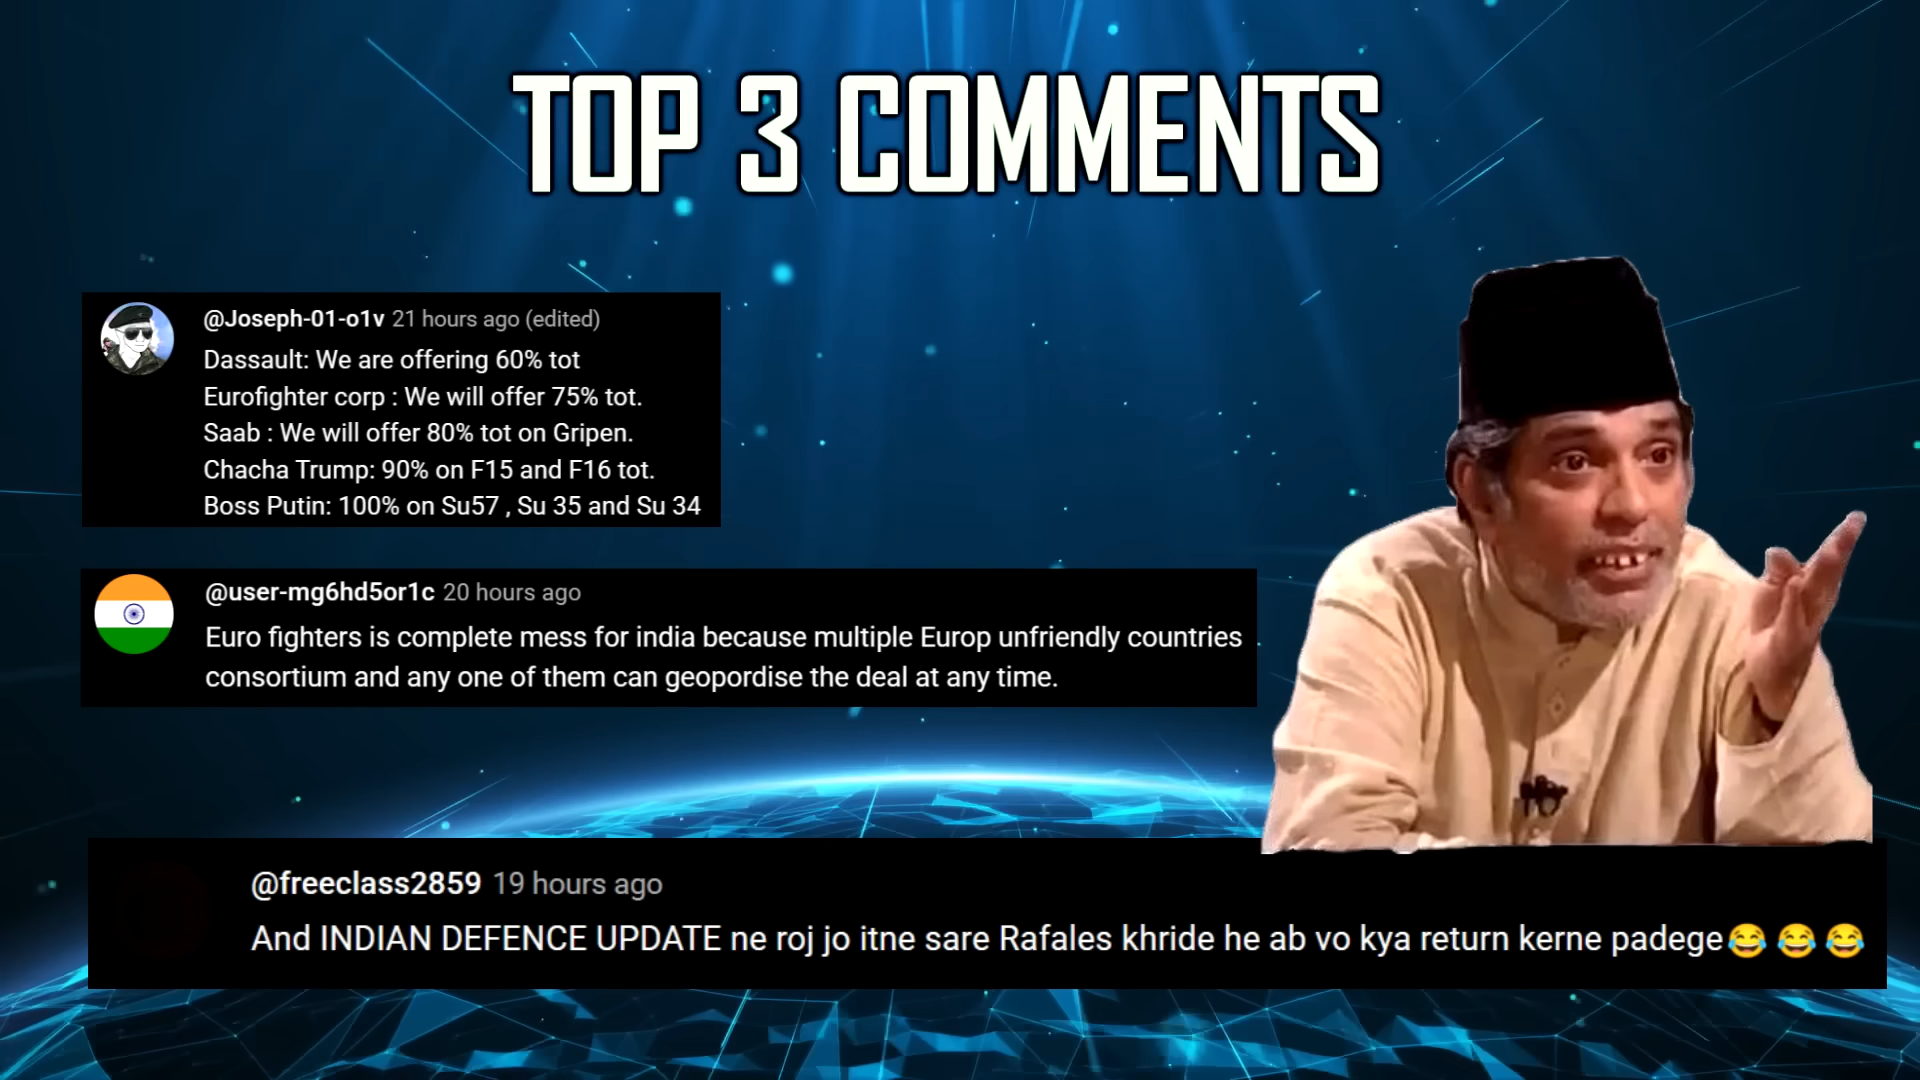 TOP 3 COMMENTS
@Joseph-01-o1v 21 hours ago (edited)
Dassault: We are offering 60% tot
Eurofighter corp : We will offer 75% tot.
Saab : We will offer 80% tot on Gripen.
Chacha Trump: 90% on F15 and F16 tot.
Boss Putin: 100% on Su57 , Su 35 and Su 34
@user-mg6hd5or1c 20 hours ago
Euro fighters is complete mess for india because multiple Europ unfriendly countries
consortium and any one of them can geopordise the deal at any time.
@freeclass2859 19 hours ago
And INDIAN DEFENCE UPDATE ne roj jo itne sare Rafales khride he ab vo kya return kerne padege😂 😂 😂